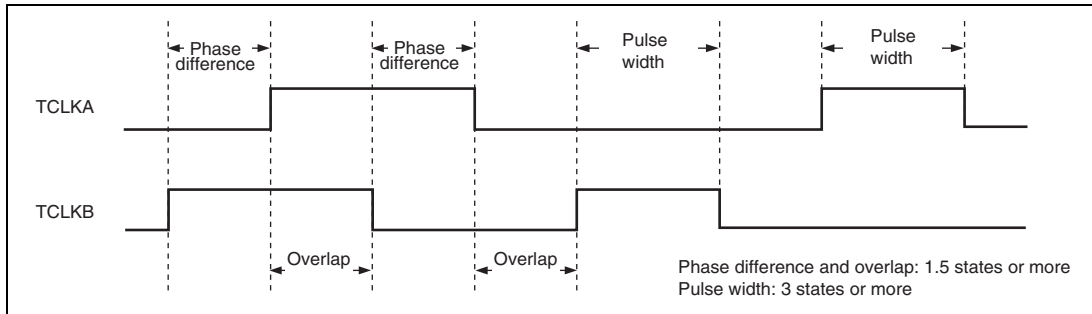 Phase
difference
Phase
difference
Pulse
width
Pulse
width
TCLKA
TCLKB
Overlap
Overlap
Phase difference and overlap: 1.5 states or more
Pulse width: 3 states or more